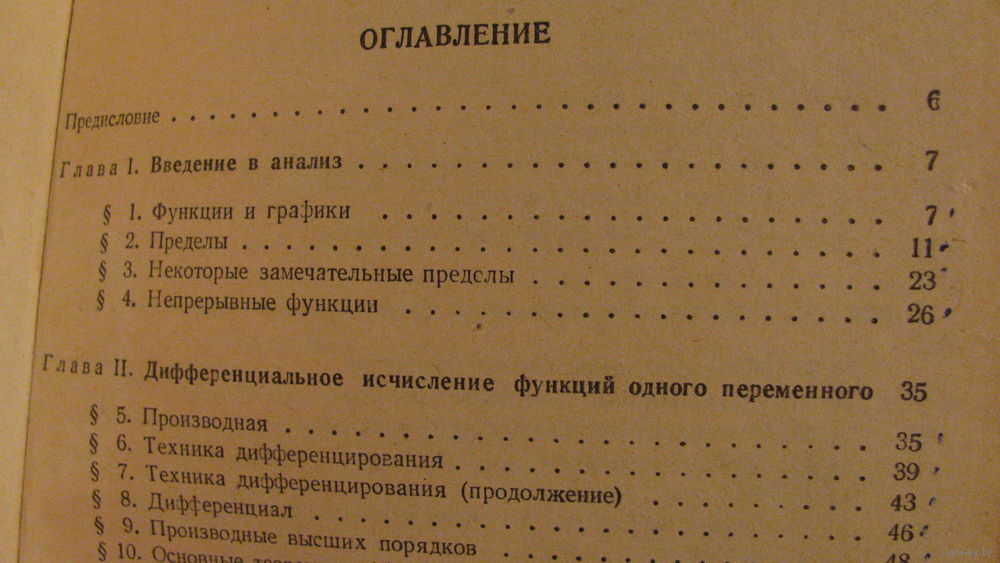 ОГЛАВЛЕНИЕ
Предисловие . . . . . . . . . . . . . . . . . . . . . . . . . . . . . . 6
Глава I. Введение в анализ . . . . . . . . . . . . . . . . . . . . . . 7
§ 1. Функции и графики . . . . . . . . . . . . . . . . . . . . . 7
§ 2. Пределы . . . . . . . . . . . . . . . . . . . . . . . . . . 11
§ 3. Некоторые замечательные пределы . . . . . . . . . . . . . 23
§ 4. Непрерывные функции . . . . . . . . . . . . . . . . . . 26
Глава II. Дифференциальное исчисление функций одного переменного 35
§ 5. Производная . . . . . . . . . . . . . . . . . . . . . . 35
§ 6. Техника дифференцирования . . . . . . . . . . . . . . . 39
§ 7. Техника дифференцирования (продолжение) . . . . . . . . 43
§ 8. Дифференциал . . . . . . . . . . . . . . . . . . . . . 46
§ 9. Производные высших порядков . . . . . . . . . . . . . . 48
§ 10. Основные